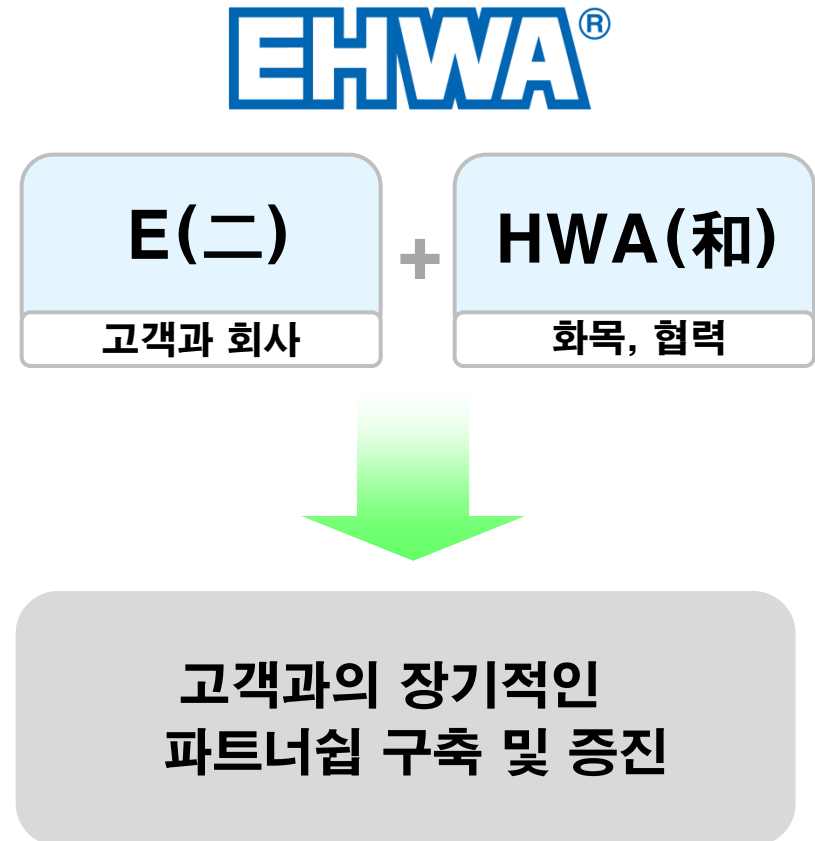 EHWA®
E(二)
+
HWA(和)
고객과 회사
화목, 협력
고객과의 장기적인
파트너쉽 구축 및 증진